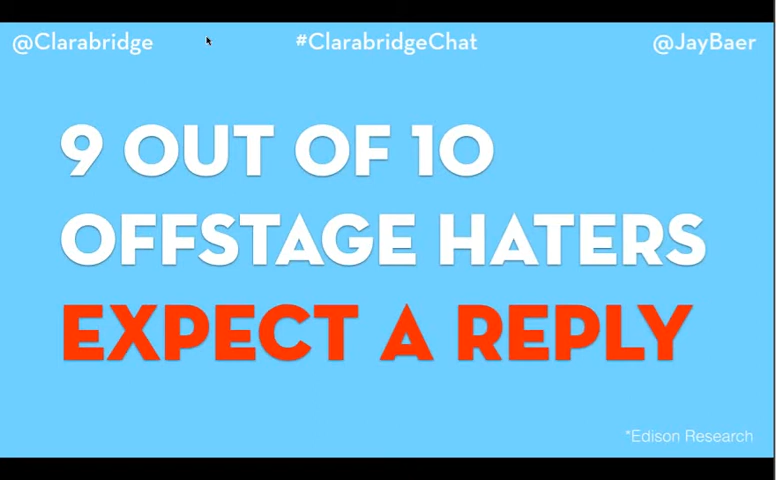 @Clarabridge #ClarabridgeChat @JayBaer
9 OUT OF 10
OFFSTAGE HATERS
EXPECT A REPLY
*Edison Research